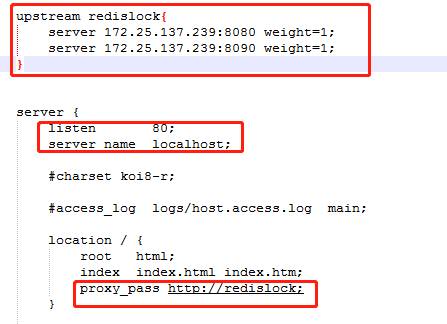 upstream redislock{
server 172.25.137.239:8080 weight=1;
server 172.25.137.239:8090 weight=1;
}
server {
listen 80;
server_name localhost;
#charset koi8-r;
#access_log logs/host.access.log main;
location / {
root html;
index index.html index.htm;
proxy_pass http://redislock;
}